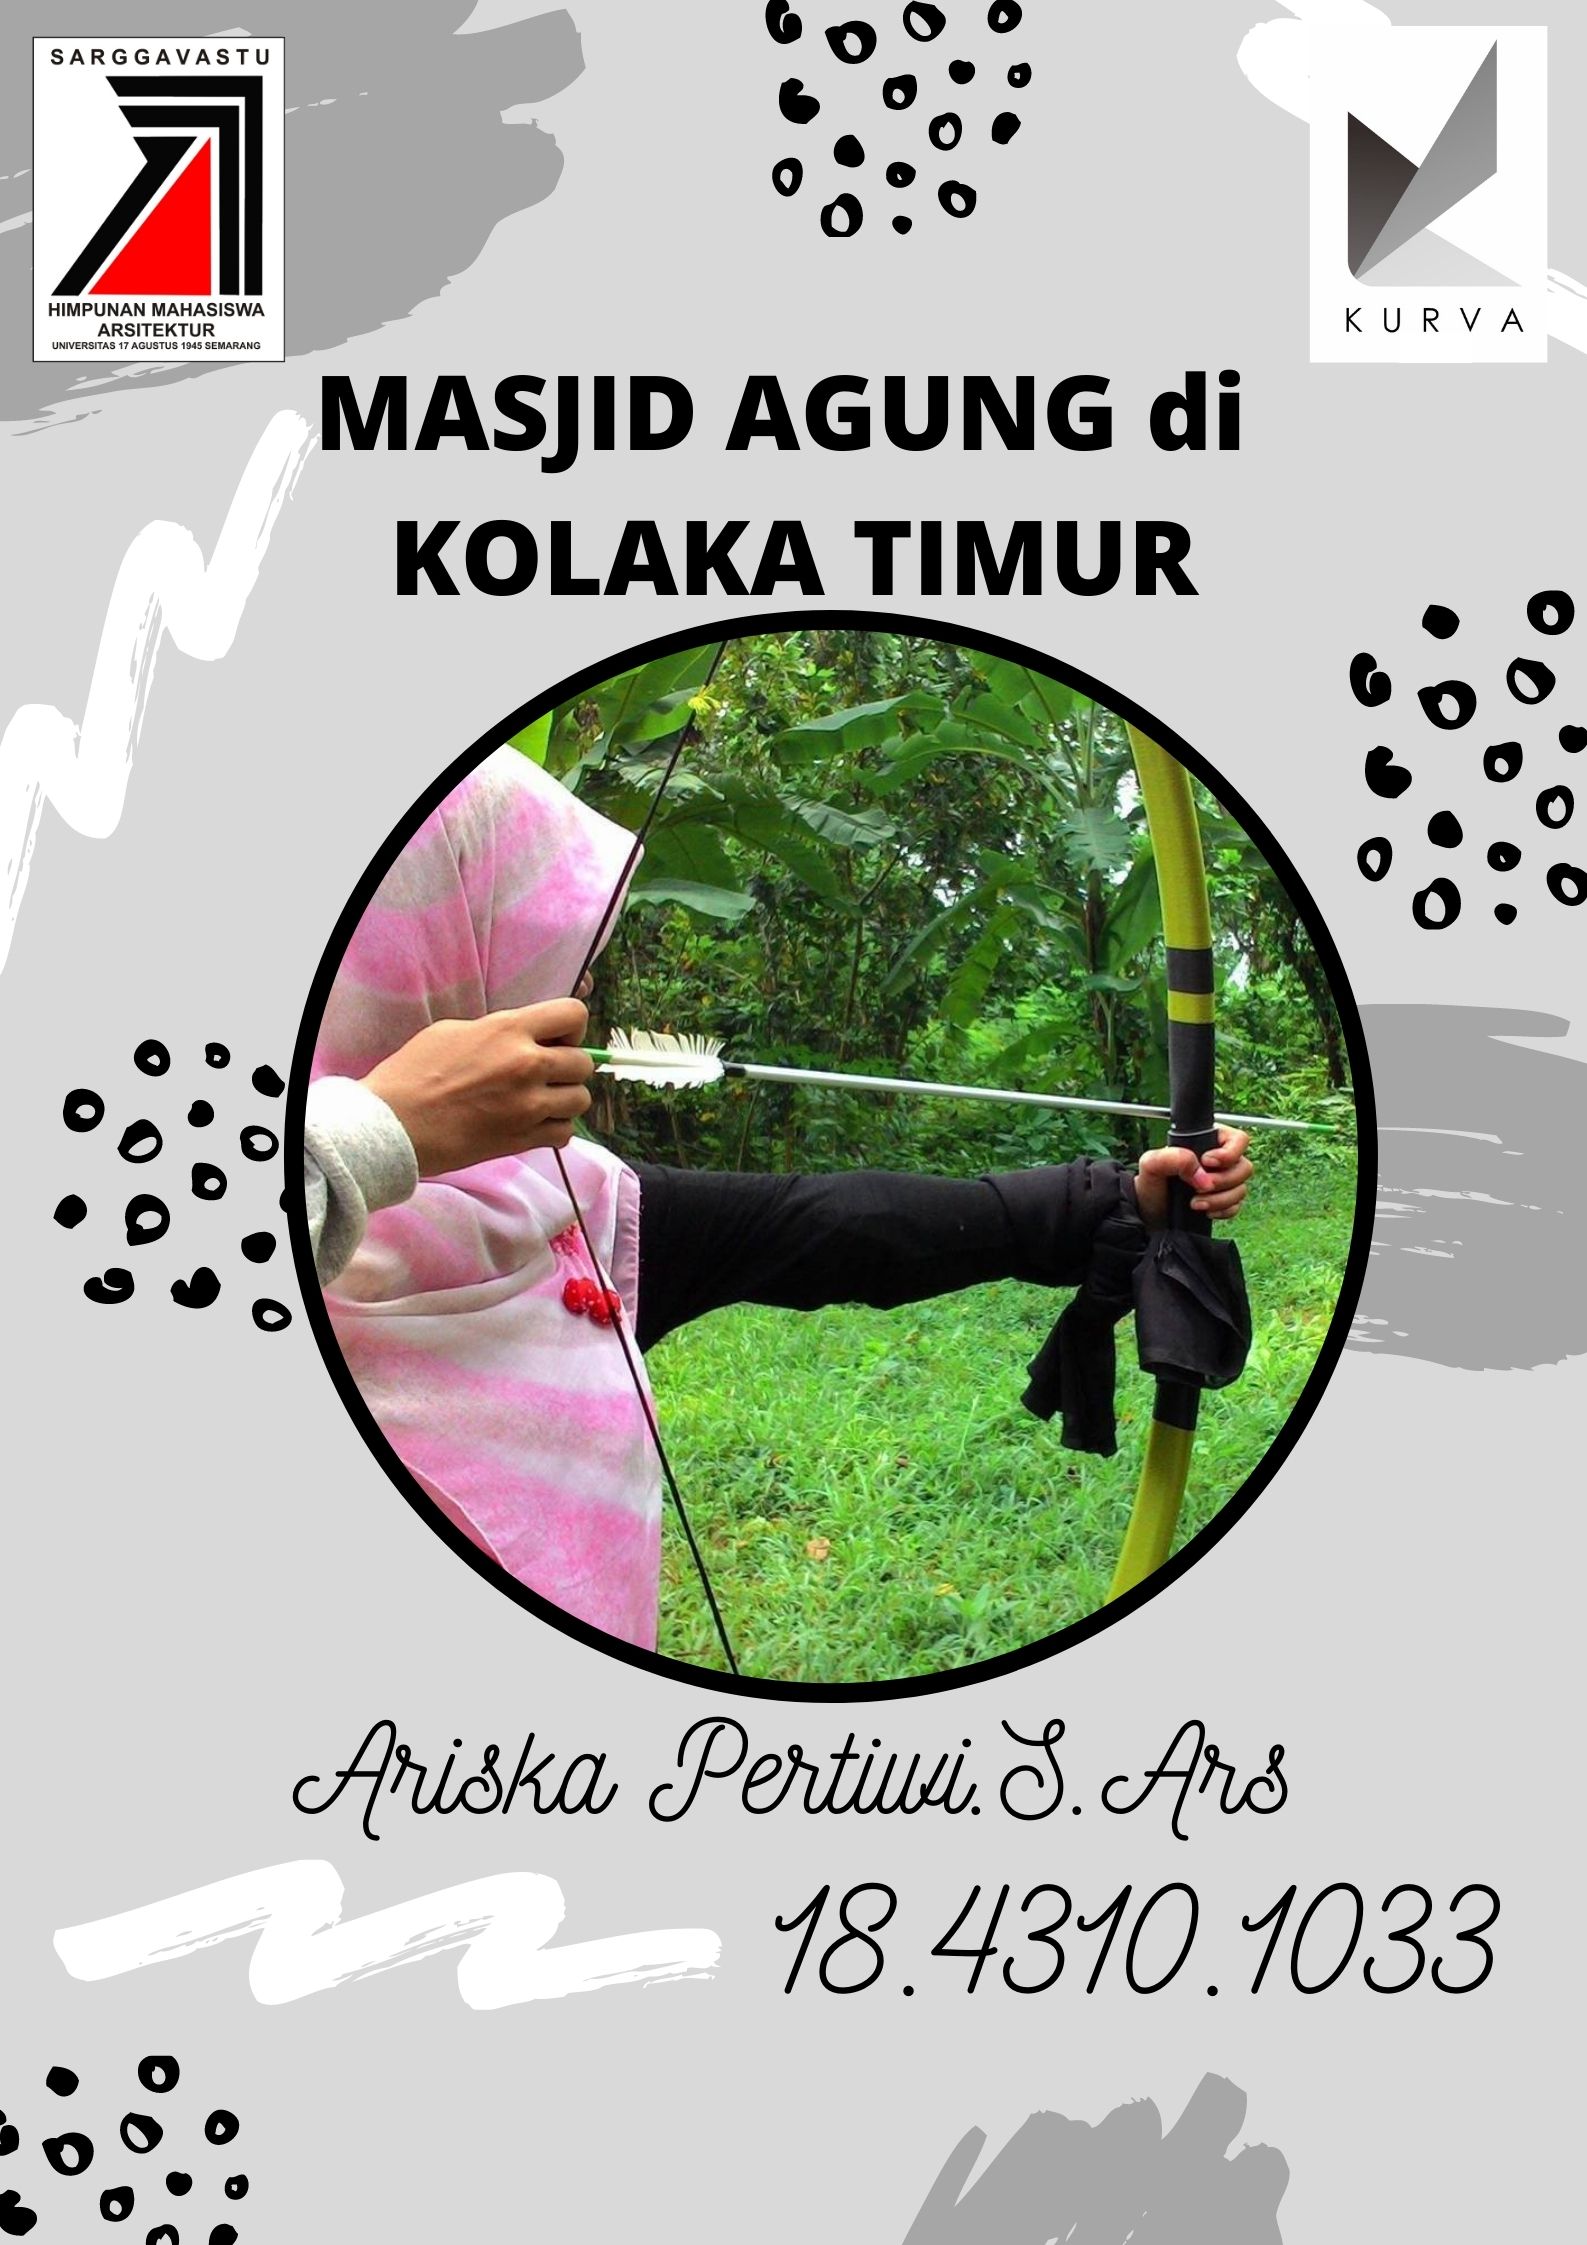 SARGGAVASTU
HIMPUNAN MAHASISWA
ARSITEKTUR
UNIVERSITAS 17 AGUSTUS 1945 SEMARANG
KURVA
MASJID AGUNG di
KOLAKA TIMUR
Ariska Pertiwi.S.Ars
18.4310.1033